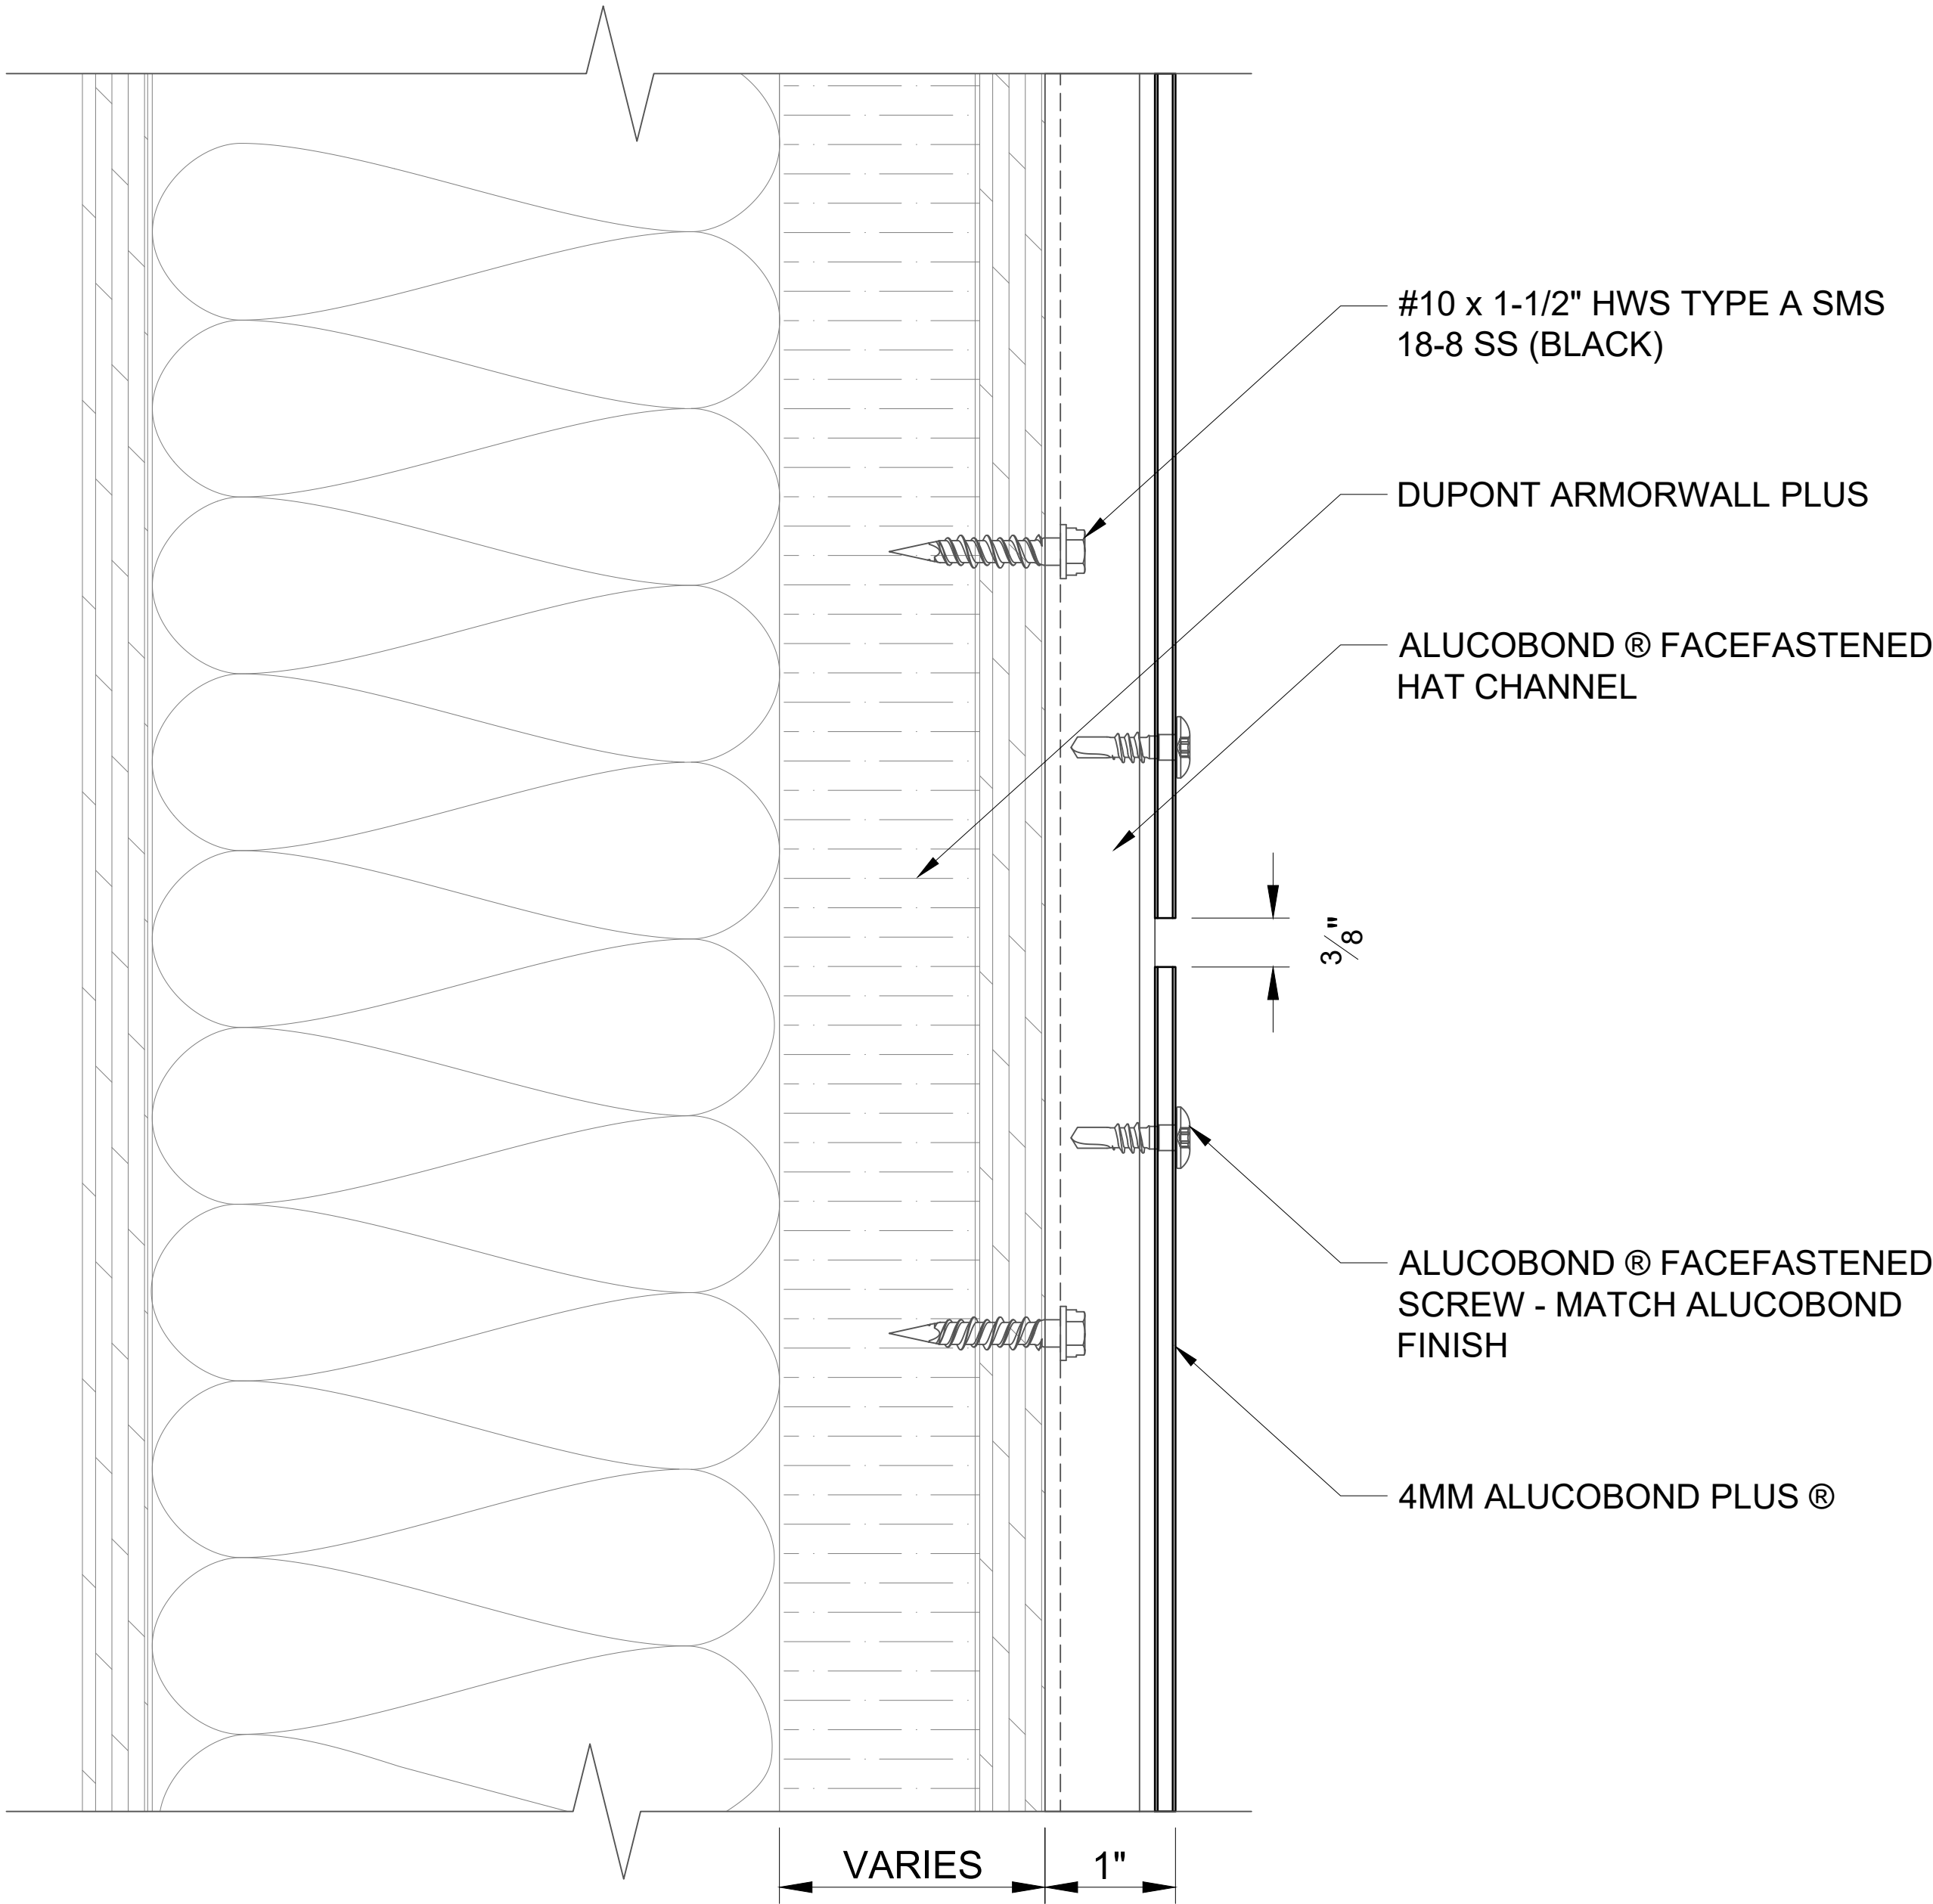 #10 x 1-1/2" HWS TYPE A SMS
18-8 SS (BLACK)
DUPONT ARMORWALL PLUS
ALUCOBOND ® FACEFASTENED
HAT CHANNEL
3/8"
ALUCOBOND ® FACEFASTENED
SCREW - MATCH ALUCOBOND
FINISH
4MM ALUCOBOND PLUS ®
VARIES
1"